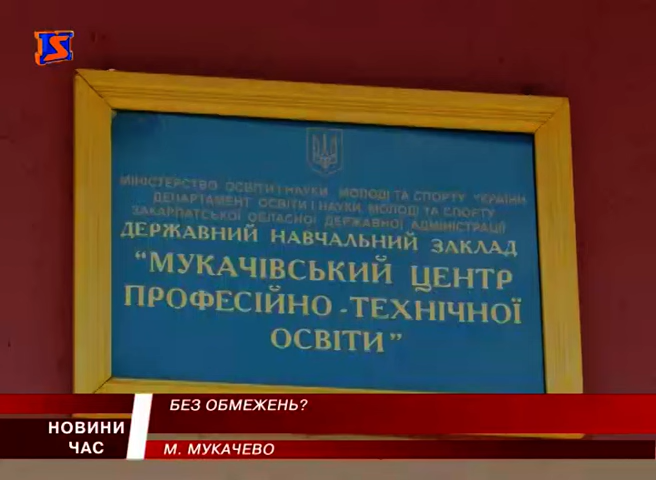 МІНІСТЕРСТВО ОСВІТИ І НАУКИ, МОЛОДІ ТА СПОРТУ УКРАЇНИ
ДЕПАРТАМЕНТ ОСВІТИ І НАУКИ, МОЛОДІ ТА СПОРТУ
ЗАКАРПАТСЬКОЇ ОБЛАСНОЇ ДЕРЖАВНОЇ АДМІНІСТРАЦІЇ
ДЕРЖАВНИЙ НАВЧАЛЬНИЙ ЗАКЛАД
“МУКАЧІВСЬКИЙ ЦЕНТР
ПРОФЕСІЙНО-ТЕХНІЧНОЇ
ОСВІТИ”
БЕЗ ОБМЕЖЕНЬ?
НОВИНИ
ЧАС
М. МУКАЧЕВО